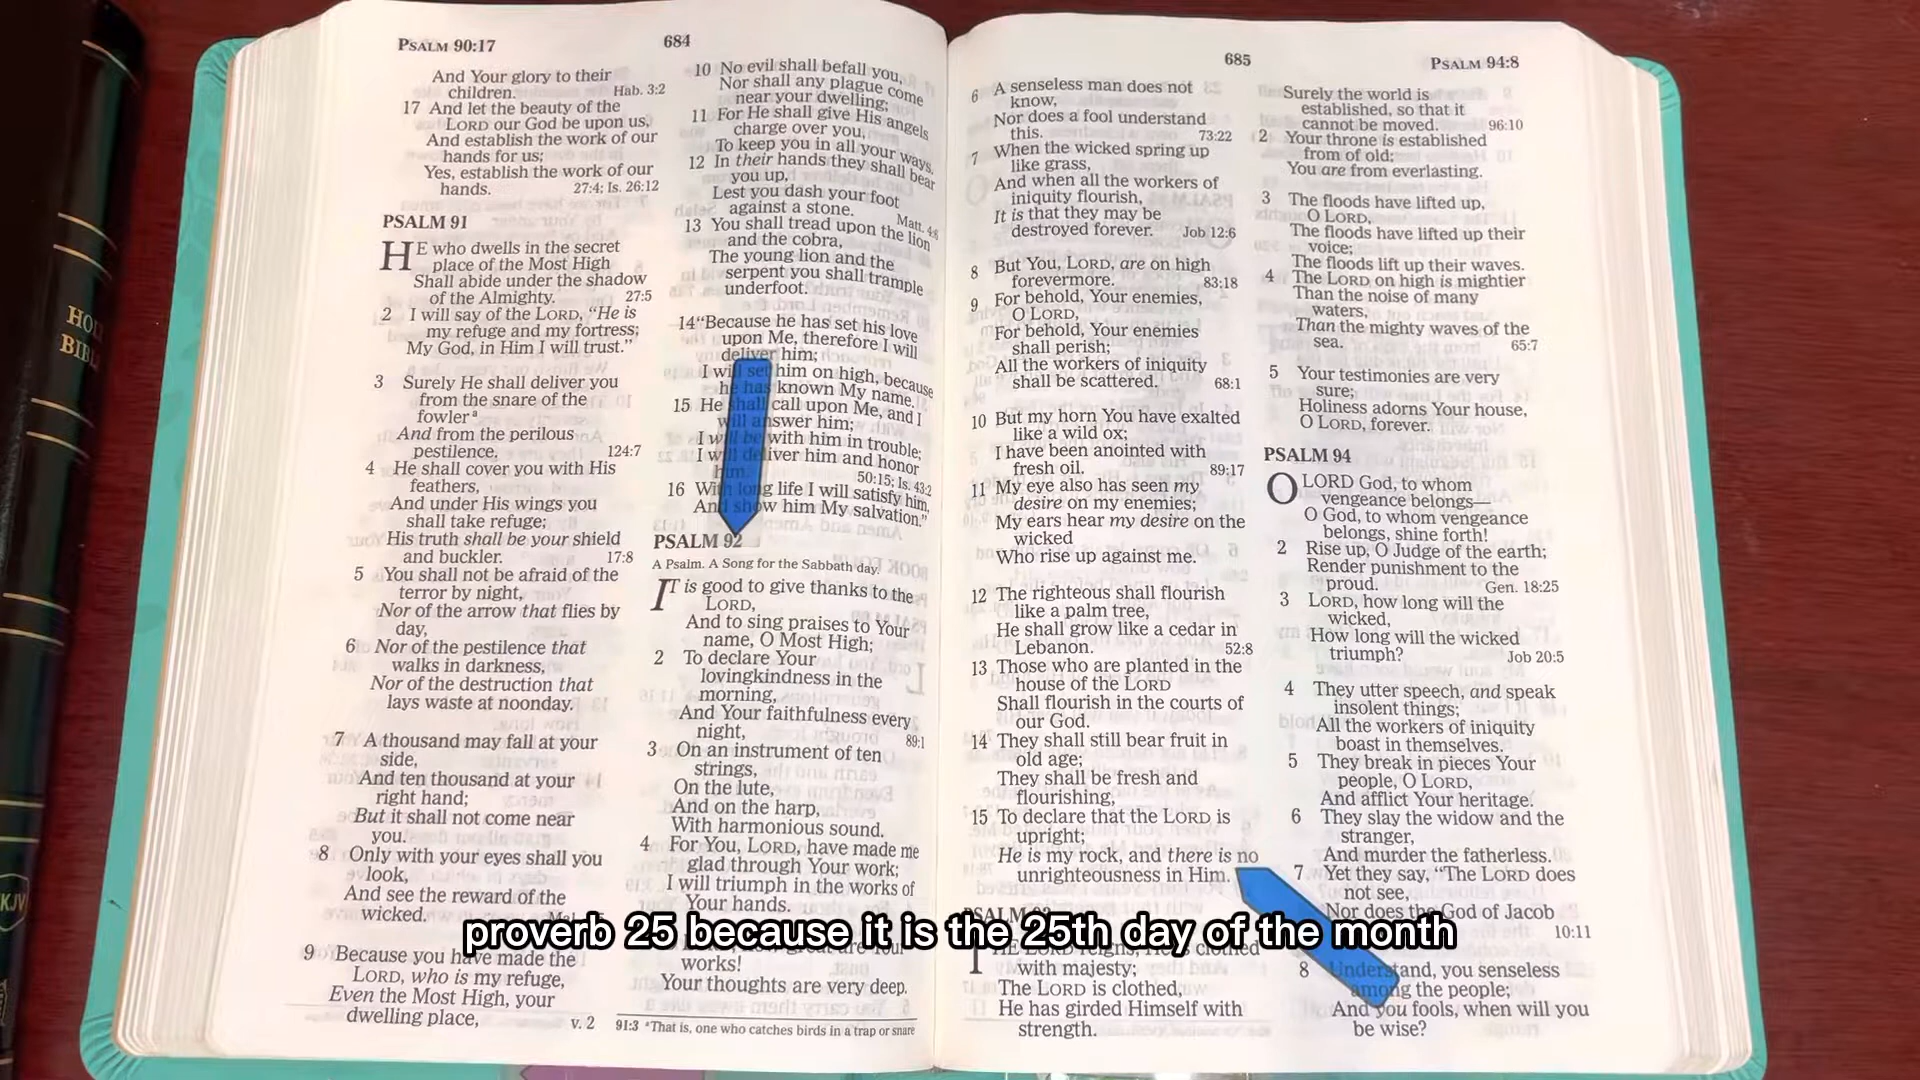 HOLY
BIBLE
KJV
PSALM 90:17
684
And Your glory to their
children. Hab. 3:2
17 And let the beauty of the
LORD our God be upon us,
And establish the work of our
hands for us;
Yes, establish the work of our
hands. 27:4; Is. 26:12
PSALM 91
HE who dwells in the secret
place of the Most High
Shall abide under the shadow
of the Almighty. 27:5
2 I will say of the LORD, “He is
my refuge and my fortress;
My God, in Him I will trust.”
3 Surely He shall deliver you
from the snare of the
fowler a
And from the perilous
pestilence. 124:7
4 He shall cover you with His
feathers,
And under His wings you
shall take refuge;
His truth shall be your shield
and buckler. 17:8
5 You shall not be afraid of the
terror by night,
Nor of the arrow that flies by
day,
6 Nor of the pestilence that
walks in darkness,
Nor of the destruction that
lays waste at noonday.
7 A thousand may fall at your
side,
And ten thousand at your
right hand;
But it shall not come near
you.
8 Only with your eyes shall you
look,
And see the reward of the
wicked.
9 Because you have made the
LORD, who is my refuge,
Even the Most High, your
dwelling place, v. 2
10 No evil shall befall you,
Nor shall any plague come
near your dwelling;
11 For He shall give His angels
charge over you,
To keep you in all your ways.
12 In their hands they shall bear
you up,
Lest you dash your foot
against a stone. Matt. 4:6
13 You shall tread upon the lion
and the cobra,
The young lion and the
serpent you shall trample
underfoot.
14 “Because he has set his love
upon Me, therefore I will
deliver him;
I will set him on high, because
he has known My name.
15 He shall call upon Me, and I
will answer him;
I will be with him in trouble;
I will deliver him and honor
him. 50:15; Is. 43:2
16 With long life I will satisfy him,
And show him My salvation.”
PSALM 92
A Psalm. A Song for the Sabbath day.
IT is good to give thanks to the
LORD,
And to sing praises to Your
name, O Most High;
2 To declare Your
lovingkindness in the
morning,
And Your faithfulness every
night, 89:1
3 On an instrument of ten
strings,
On the lute,
And on the harp,
With harmonious sound.
4 For You, LORD, have made me
glad through Your work;
I will triumph in the works of
Your hands.
great are Your
works!
Your thoughts are very deep.
91:3 a That is, one who catches birds in a trap or snare
685
PSALM 94:8
6 A senseless man does not
know,
Nor does a fool understand
this. 73:22
7 When the wicked spring up
like grass,
And when all the workers of
iniquity flourish,
It is that they may be
destroyed forever. Job 12:6
8 But You, LORD, are on high
forevermore. 83:18
9 For behold, Your enemies,
O LORD,
For behold, Your enemies
shall perish;
All the workers of iniquity
shall be scattered. 68:1
10 But my horn You have exalted
like a wild ox;
I have been anointed with
fresh oil. 89:17
11 My eye also has seen my
desire on my enemies;
My ears hear my desire on the
wicked
Who rise up against me.
12 The righteous shall flourish
like a palm tree,
He shall grow like a cedar in
Lebanon. 52:8
13 Those who are planted in the
house of the LORD
Shall flourish in the courts of
our God.
14 They shall still bear fruit in
old age;
They shall be fresh and
flourishing,
15 To declare that the LORD is
upright;
He is my rock, and there is no
unrighteousness in Him.
PSALM
THE LORD reigns, He is clothed
with majesty;
The LORD is clothed,
He has girded Himself with
strength.
Surely the world is
established, so that it
cannot be moved. 96:10
2 Your throne is established
from of old;
You are from everlasting.
3 The floods have lifted up,
O LORD,
The floods have lifted up their
voice;
The floods lift up their waves.
4 The LORD on high is mightier
Than the noise of many
waters,
Than the mighty waves of the
sea. 65:7
5 Your testimonies are very
sure;
Holiness adorns Your house,
O LORD, forever.
PSALM 94
O LORD God, to whom
vengeance belongs—
O God, to whom vengeance
belongs, shine forth!
2 Rise up, O Judge of the earth;
Render punishment to the
proud. Gen. 18:25
3 LORD, how long will the
wicked,
How long will the wicked
triumph? Job 20:5
4 They utter speech, and speak
insolent things;
All the workers of iniquity
boast in themselves.
5 They break in pieces Your
people, O LORD,
And afflict Your heritage.
6 They slay the widow and the
stranger,
And murder the fatherless.
7 Yet they say, “The LORD does
not see,
Nor does the God of Jacob
10:11
8 Understand, you senseless
among the people;
And you fools, when will you
be wise?
proverb 25 because it is the 25th day of the month